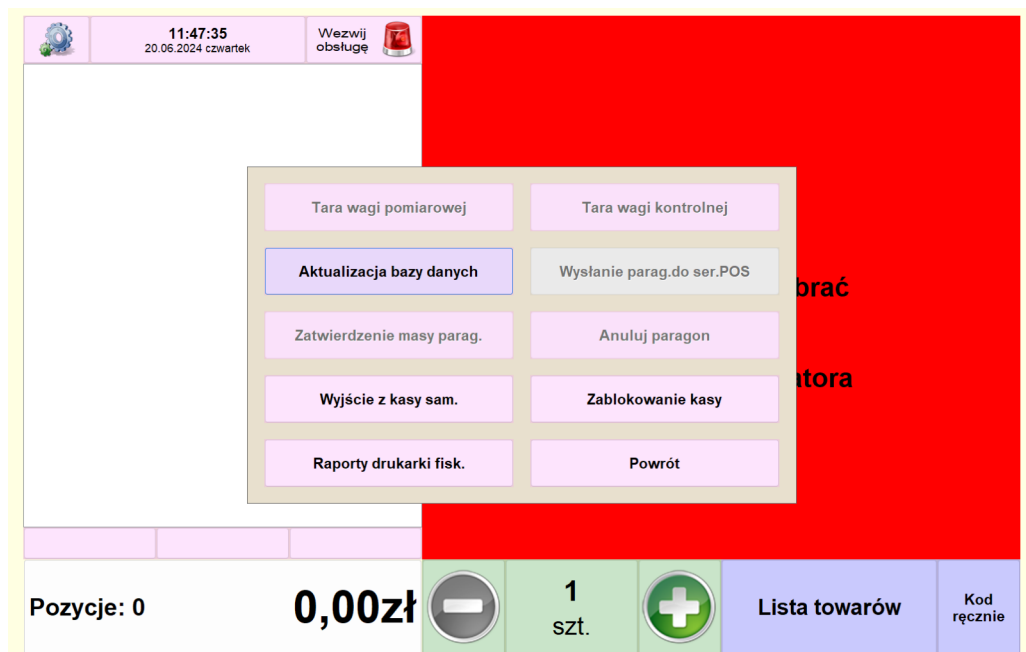 11:47:35
20.06.2024 czwartek
Wezwij
obsługę
Tara wagi pomiarowej
Tara wagi kontrolnej
Aktualizacja bazy danych
Wysłanie parag.do ser.POS
brać
Zatwierdzenie masy parag.
Anuluj paragon
Wyjście z kasy sam.
Zablokowanie kasy
Raporty drukarki fisk.
Powrót
Pozycje: 0
0,00zł
1
szt.
Lista towarów
Kod
ręcznie